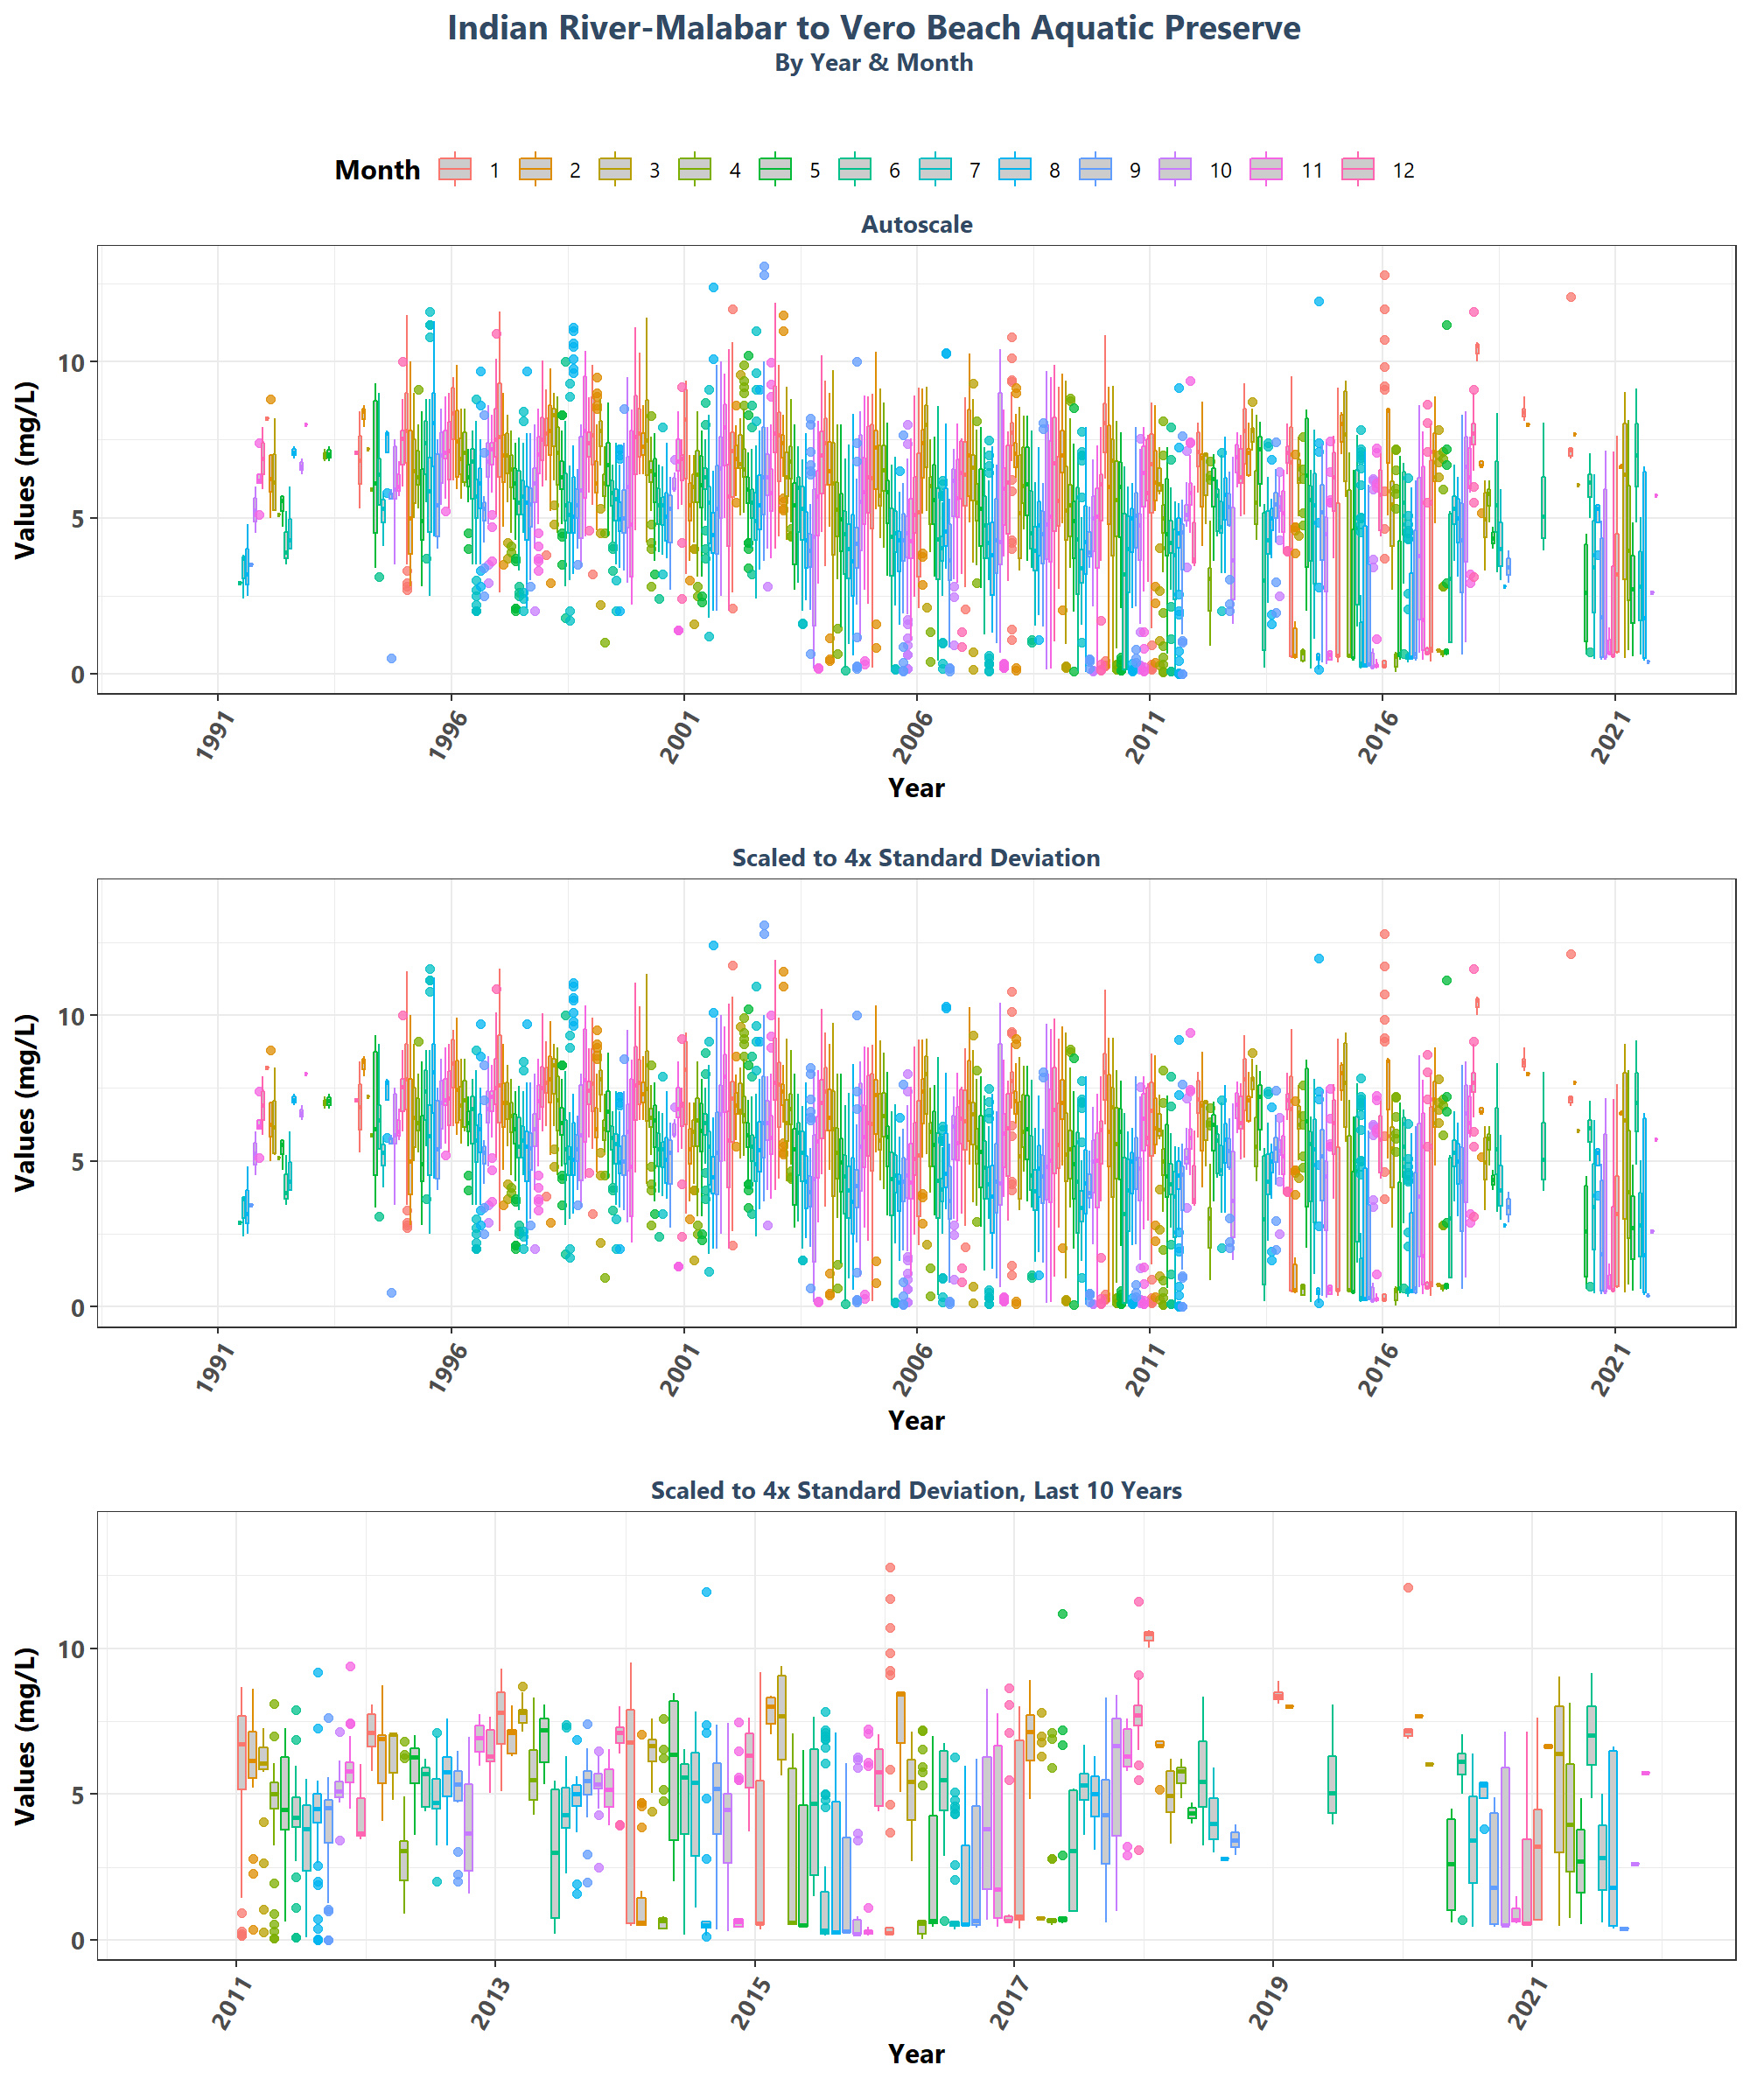 Indian River-Malabar to Vero Beach Aquatic Preserve
By Year & Month
Month 1 2 3 4 5 6 7 8 9 10 11 12
Autoscale
Values (mg/L)
10
5
0
1991 1996 2001 2006 2011 2016 2021
Year
Scaled to 4x Standard Deviation
Values (mg/L)
10
5
0
1991 1996 2001 2006 2011 2016 2021
Year
Scaled to 4x Standard Deviation, Last 10 Years
Values (mg/L)
10
5
0
2011 2013 2015 2017 2019 2021
Year